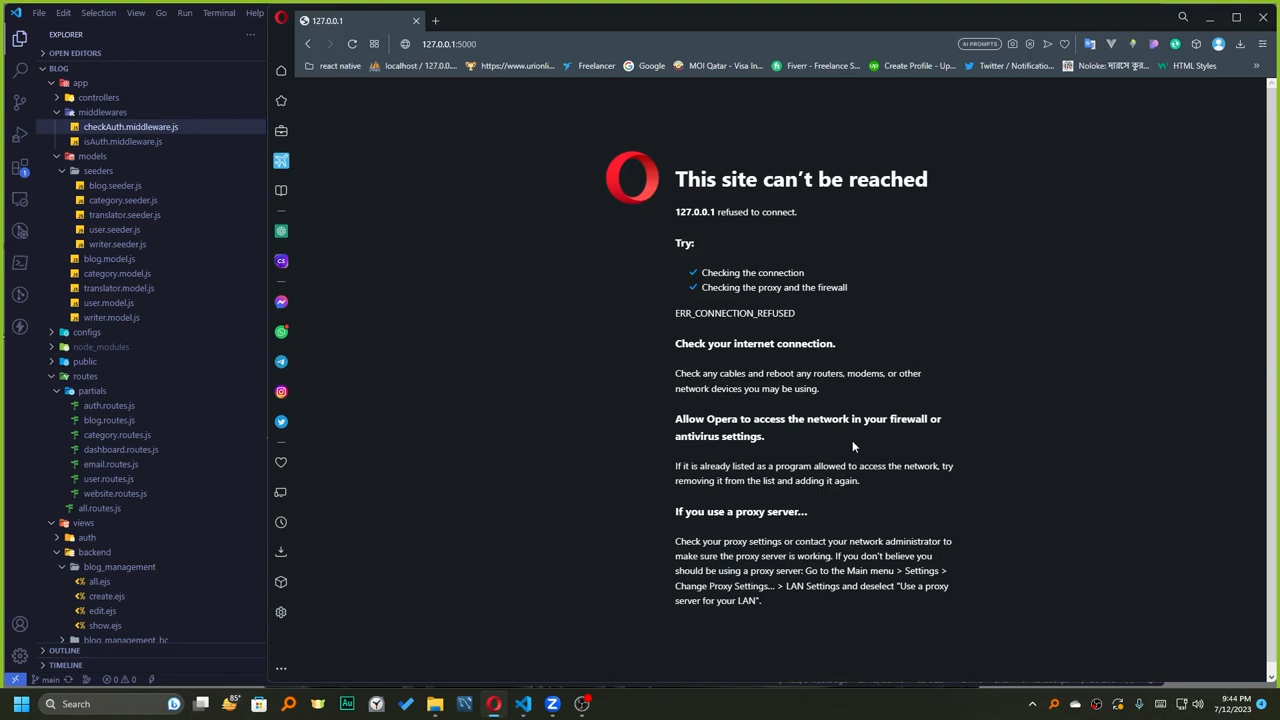 File Edit Selection View Go Run Terminal Help
EXPLORER
OPEN EDITORS
BLOG
app
controllers
middlewares
checkAuth.middleware.js
isAuth.middleware.js
models
seeders
blog.seeder.js
category.seeder.js
translator.seeder.js
user.seeder.js
writer.seeder.js
blog.model.js
category.model.js
translator.model.js
user.model.js
writer.model.js
configs
node_modules
public
routes
partials
auth.routes.js
blog.routes.js
category.routes.js
dashboard.routes.js
email.routes.js
user.routes.js
website.routes.js
all.routes.js
views
auth
backend
blog_management
all.ejs
create.ejs
edit.ejs
show.ejs
blog_management_bc
OUTLINE
TIMELINE
main
0 0
127.0.0.1
127.0.0.1:5000
AI PROMPTS
react native
localhost / 127.0....
https://www.urionli...
Freelancer
Google
MOI Qatar - Visa In...
Fiverr - Freelance S...
Create Profile - Up...
Twitter / Notificatio...
Noloke: দারসে কুর...
HTML Styles
This site can't be reached
127.0.0.1 refused to connect.
Try:
Checking the connection
Checking the proxy and the firewall
ERR_CONNECTION_REFUSED
Check your internet connection.
Check any cables and reboot any routers, modems, or other
network devices you may be using.
Allow Opera to access the network in your firewall or
antivirus settings.
If it is already listed as a program allowed to access the network, try
removing it from the list and adding it again.
If you use a proxy server...
Check your proxy settings or contact your network administrator to
make sure the proxy server is working. If you don't believe you
should be using a proxy server: Go to the Main menu > Settings >
Change Proxy Settings... > LAN Settings and deselect "Use a proxy
server for your LAN".
Search
85°
9:44 PM
7/12/2023